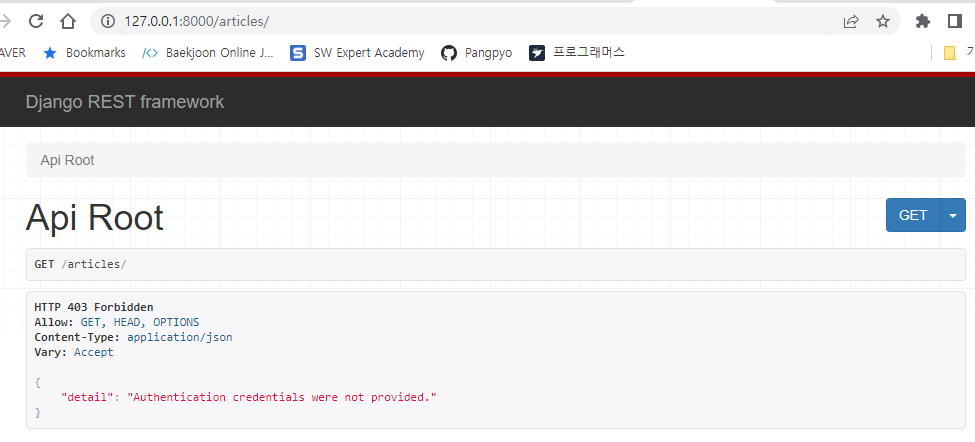 127.0.0.1:8000/articles/
AVER Bookmarks </> Baekjoon Online J... S SW Expert Academy Pangpyo 프로그래머스
Django REST framework
Api Root
Api Root
GET
GET /articles/
HTTP 403 Forbidden
Allow: GET, HEAD, OPTIONS
Content-Type: application/json
Vary: Accept
{
"detail": "Authentication credentials were not provided."
}